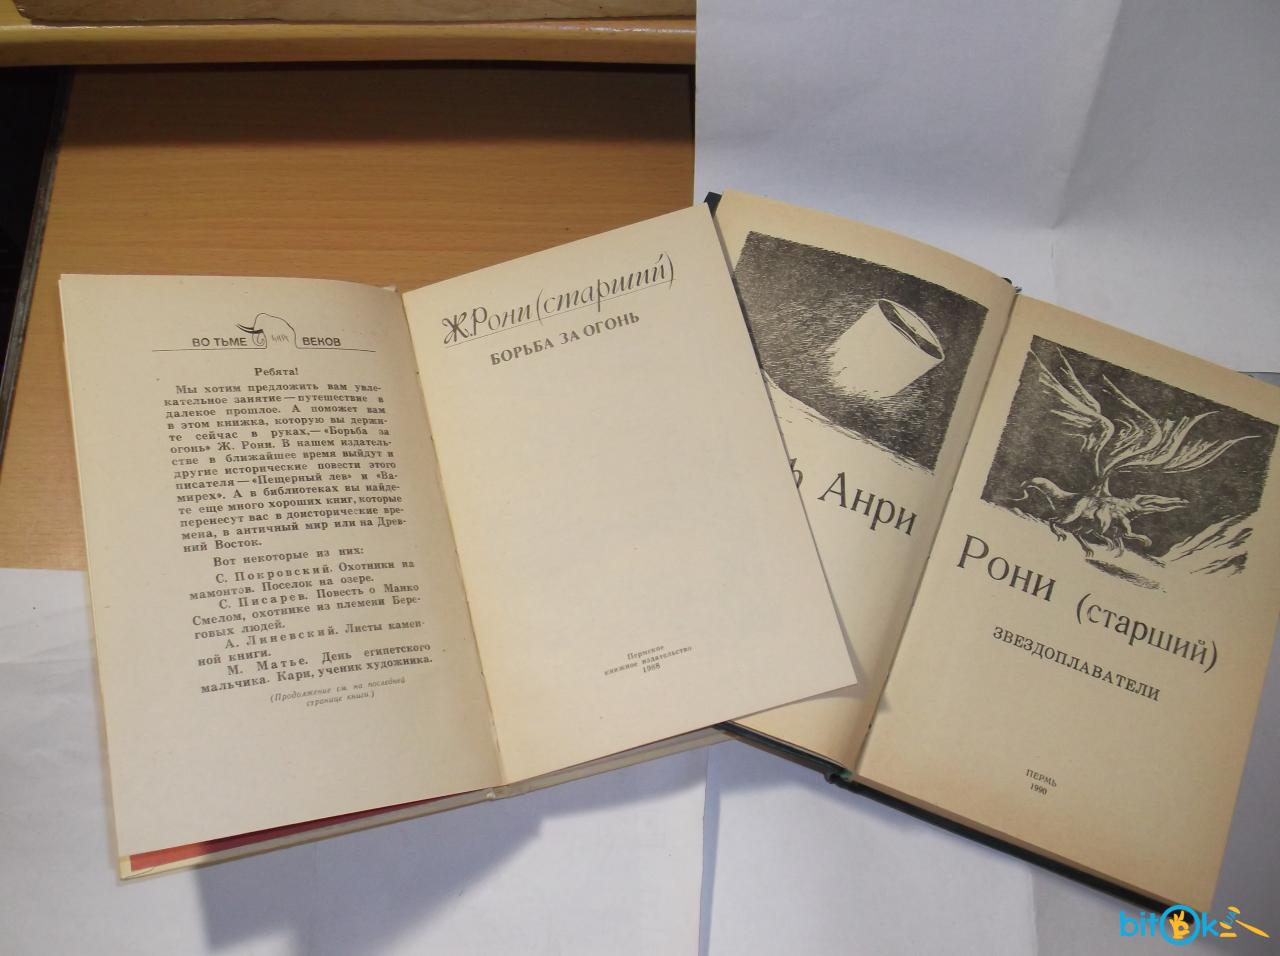 ВО ТЬМЕ ВЕКОВ
Ребята!
Мы хотим предложить вам увле-
кательное занятие — путешествие в
далекое прошлое. А поможет вам
в этом книжка, которую вы держи-
те сейчас в руках,— «Борьба за
огонь» Ж. Рони. В нашем издатель-
стве в ближайшее время выйдут и
другие исторические повести этого
писателя — «Пещерный лев» и «Ва-
мирех». А в библиотеках вы найде-
те еще много хороших книг, которые
перенесут вас в доисторические вре-
мена, в античный мир или на Древ-
ний Восток.
Вот некоторые из них:
С. Покровский. Охотники на
мамонтов. Поселок на озере.
С. Писарев. Повесть о Манко
Смелом, охотнике из племени Бере-
говых людей.
А. Линевский. Листы камен-
ной книги.
М. Матье. День египетского
мальчика. Кари, ученик художника.
(Продолжение см. на последней
странице книги.)
Ж. Рони (старший)
БОРЬБА ЗА ОГОНЬ
Пермское
книжное издательство
1988
ф Анри
Рони (старший)
ЗВЕЗДОПЛАВАТЕЛИ
ПЕРМЬ
1990